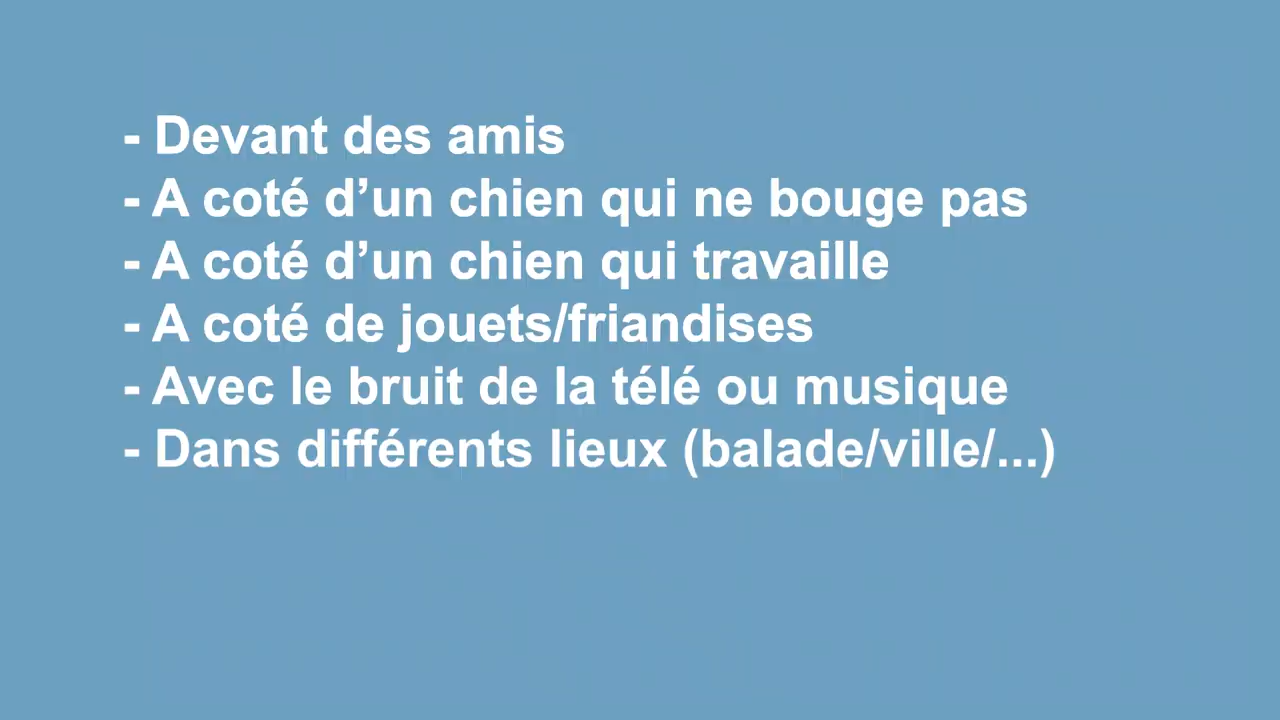 - Devant des amis
- A coté d’un chien qui ne bouge pas
- A coté d’un chien qui travaille
- A coté de jouets/friandises
- Avec le bruit de la télé ou musique
- Dans différents lieux (balade/ville/...)